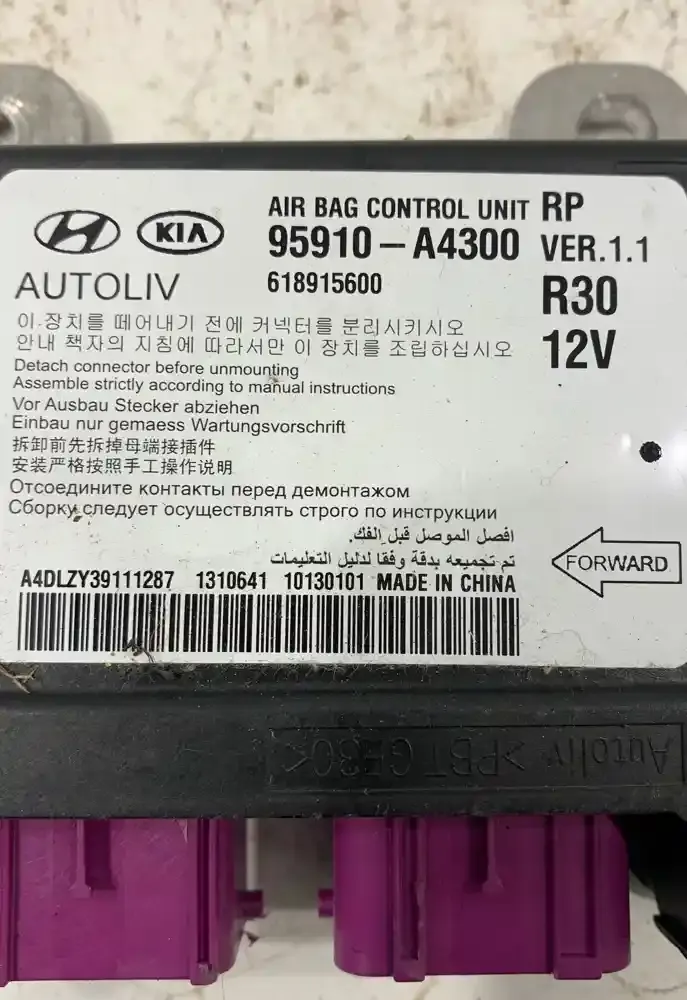 KIA
AIR BAG CONTROL UNIT RP
95910-A4300 VER.1.1
AUTOLIV 618915600 R30
12V
이 장치를 떼어내기 전에 커넥터를 분리시키시오
안내 책자의 지침에 따라서만 이 장치를 조립하십시오
Detach connector before unmounting
Assemble strictly according to manual instructions
Vor Ausbau Stecker abziehen
Einbau nur gemaess Wartungsvorschrift
拆卸前先拆掉母端接插件
安装严格按照手工操作说明
Отсоедините контакты перед демонтажом
Сборку следует осуществлять строго по инструкции
افصل الموصل قبل الفك.
تم تجميعه بدقة وفقا لدليل التعليمات
FORWARD
A4DLZY39111287 1310641 10130101 MADE IN CHINA
Autoliv >PBT GF30<